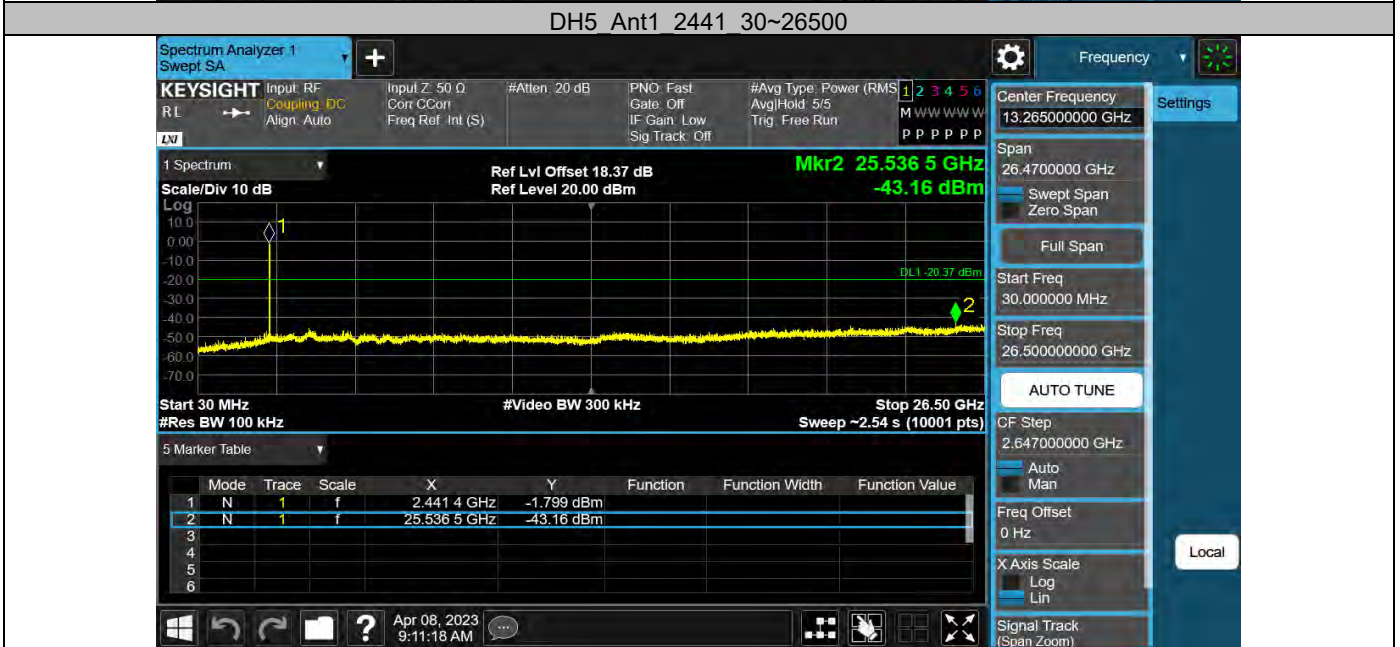 DH5_Ant1_2441_30~26500
Spectrum Analyzer 1
Swept SA
+
Frequency
KEYSIGHT
RL
LXI
Input: RF
Coupling: DC
Align: Auto
Input Z: 50 Ω
Corr CCorr
Freq Ref: Int (S)
#Atten: 20 dB
PNO: Fast
Gate: Off
IF Gain: Low
Sig Track: Off
#Avg Type: Power (RMS
Avg|Hold: 5/5
Trig: Free Run
1 2 3 4 5 6
M W W W W W
P P P P P P
1 Spectrum
Scale/Div 10 dB
Log
Ref Lvl Offset 18.37 dB
Ref Level 20.00 dBm
Mkr2 25.536 5 GHz
-43.16 dBm
10.0
0.00
-10.0
-20.0
-30.0
-40.0
-50.0
-60.0
-70.0
1
DL1 -20.37 dBm
2
Start 30 MHz
#Video BW 300 kHz
Stop 26.50 GHz
#Res BW 100 kHz
Sweep ~2.54 s (10001 pts)
5 Marker Table
Mode Trace Scale X Y Function Function Width Function Value
1 N 1 f 2.441 4 GHz -1.799 dBm
2 N 1 f 25.536 5 GHz -43.16 dBm
3
4
5
6
?
Apr 08, 2023
9:11:18 AM
Center Frequency
13.265000000 GHz
Settings
Span
26.4700000 GHz
Swept Span
Zero Span
Full Span
Start Freq
30.000000 MHz
Stop Freq
26.500000000 GHz
AUTO TUNE
CF Step
2.647000000 GHz
Auto
Man
Freq Offset
0 Hz
X Axis Scale
Log
Lin
Local
Signal Track
(Span Zoom)